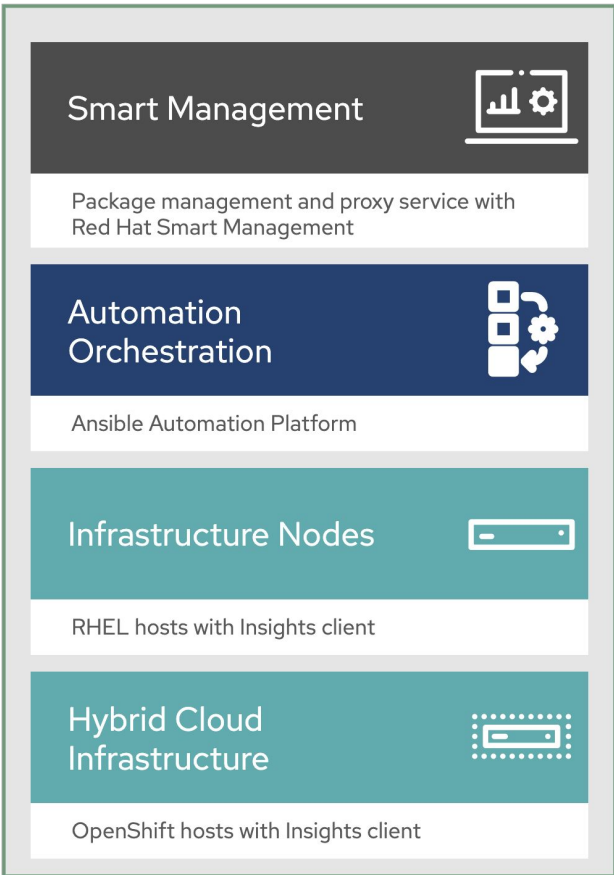 Smart Management
Package management and proxy service with
Red Hat Smart Management
Automation
Orchestration
Ansible Automation Platform
Infrastructure Nodes
RHEL hosts with Insights client
Hybrid Cloud
Infrastructure
OpenShift hosts with Insights client